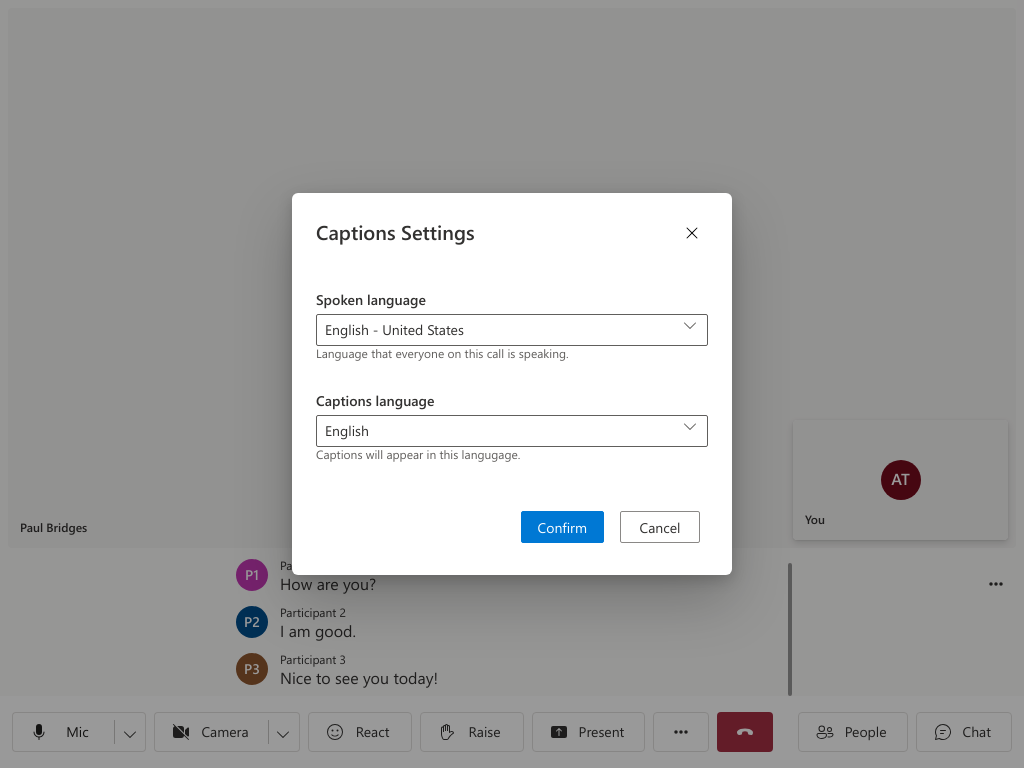 Captions Settings
Spoken language
English - United States
Language that everyone on this call is speaking.
Captions language
English
Captions will appear in this langugage.
Confirm
Cancel
Paul Bridges
AT
You
P1
Pa
How are you?
P2
Participant 2
I am good.
P3
Participant 3
Nice to see you today!
Mic
Camera
React
Raise
Present
People
Chat